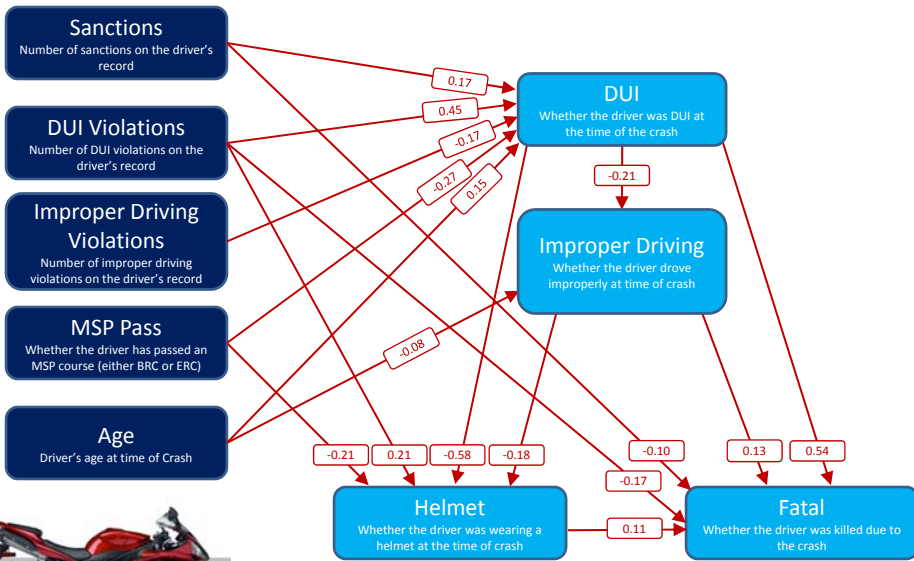 Sanctions
Number of sanctions on the driver's
record
DUI Violations
Number of DUI violations on the
driver's record
Improper Driving
Violations
Number of improper driving
violations on the driver's record
MSP Pass
Whether the driver has passed an
MSP course (either BRC or ERC)
Age
Driver's age at time of Crash
0.17
0.45
-0.17
-0.27
0.15
DUI
Whether the driver was DUI at
the time of the crash
-0.21
Improper Driving
Whether the driver drove
improperly at time of crash
-0.08
-0.21
0.21
-0.58
-0.18
-0.10
-0.17
0.13
0.54
Helmet
Whether the driver was wearing a
helmet at the time of crash
0.11
Fatal
Whether the driver was killed due to
the crash